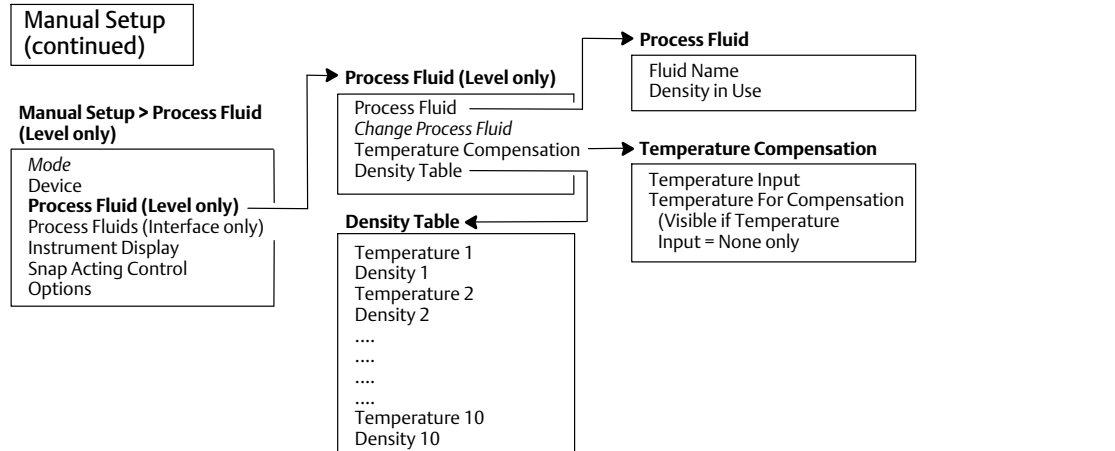 Manual Setup
(continued)
Manual Setup > Process Fluid
(Level only)
Mode
Device
Process Fluid (Level only)
Process Fluids (Interface only)
Instrument Display
Snap Acting Control
Options
Process Fluid (Level only)
Process Fluid
Change Process Fluid
Temperature Compensation
Density Table
Process Fluid
Fluid Name
Density in Use
Temperature Compensation
Temperature Input
Temperature For Compensation
(Visible if Temperature
Input = None only
Density Table
Temperature 1
Density 1
Temperature 2
Density 2
....
....
....
....
Temperature 10
Density 10